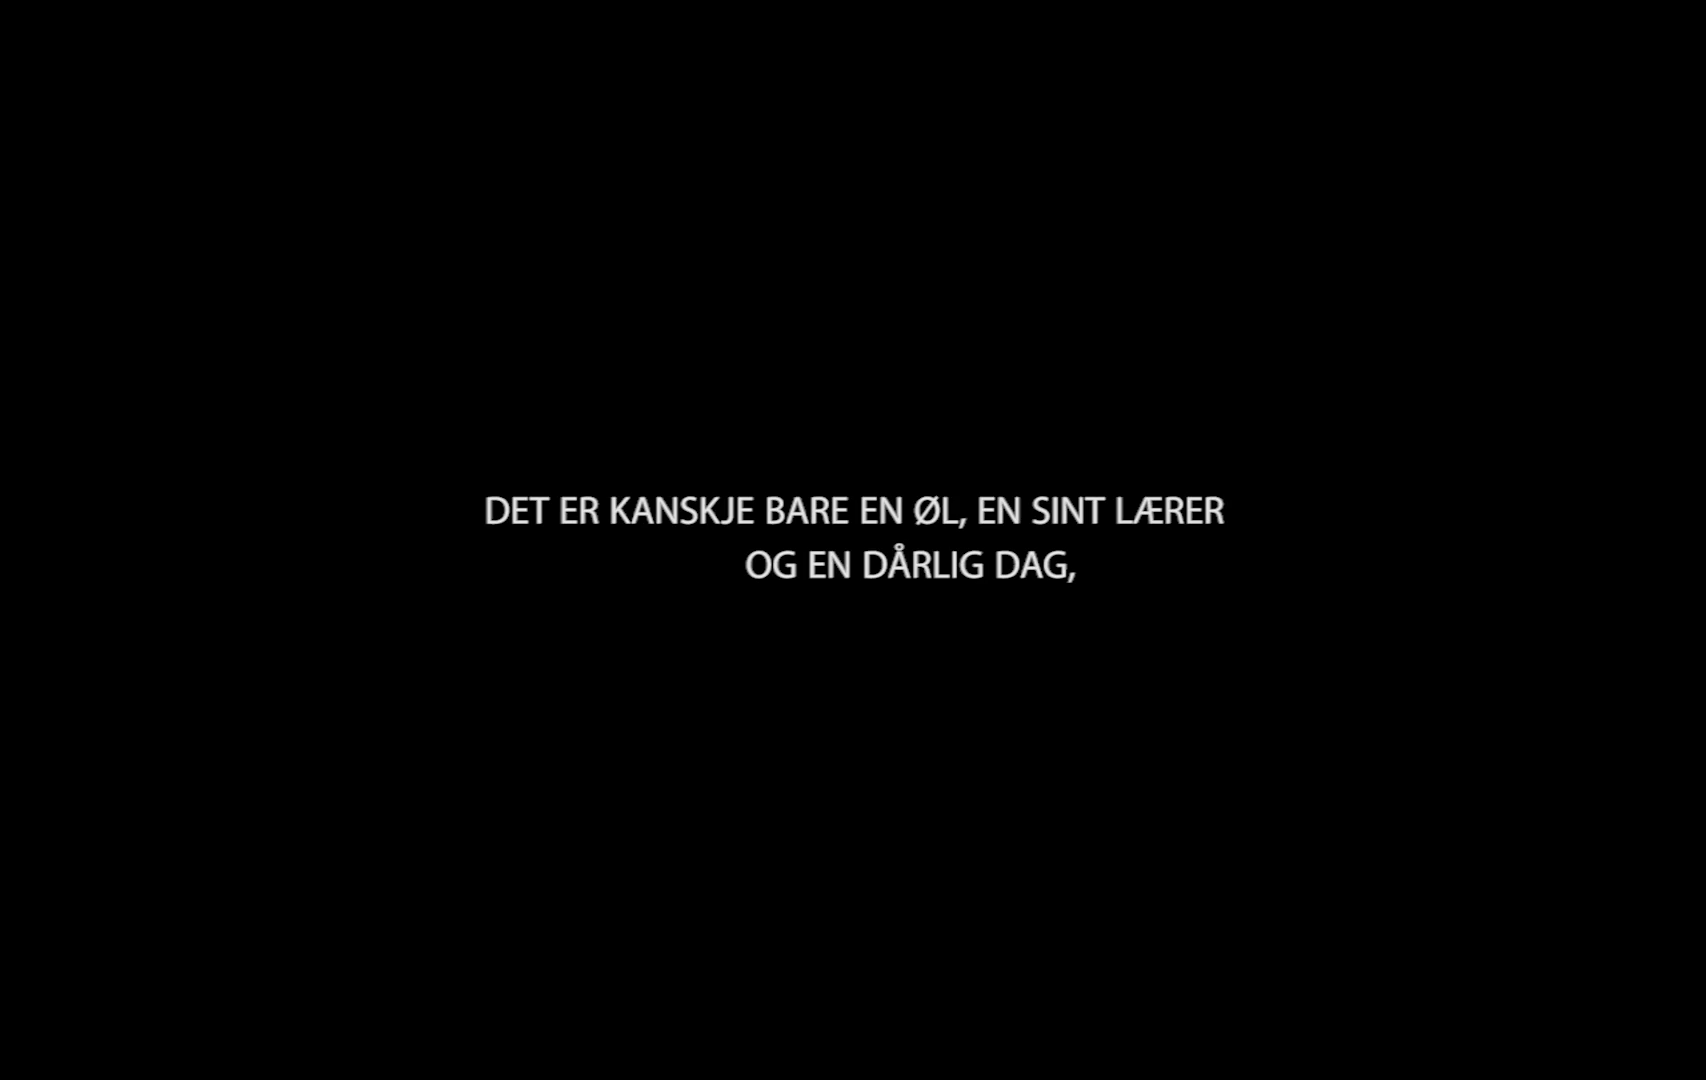 DET ER KANSKJE BARE EN ØL, EN SINT LÆRER
OG EN DÅRLIG DAG,